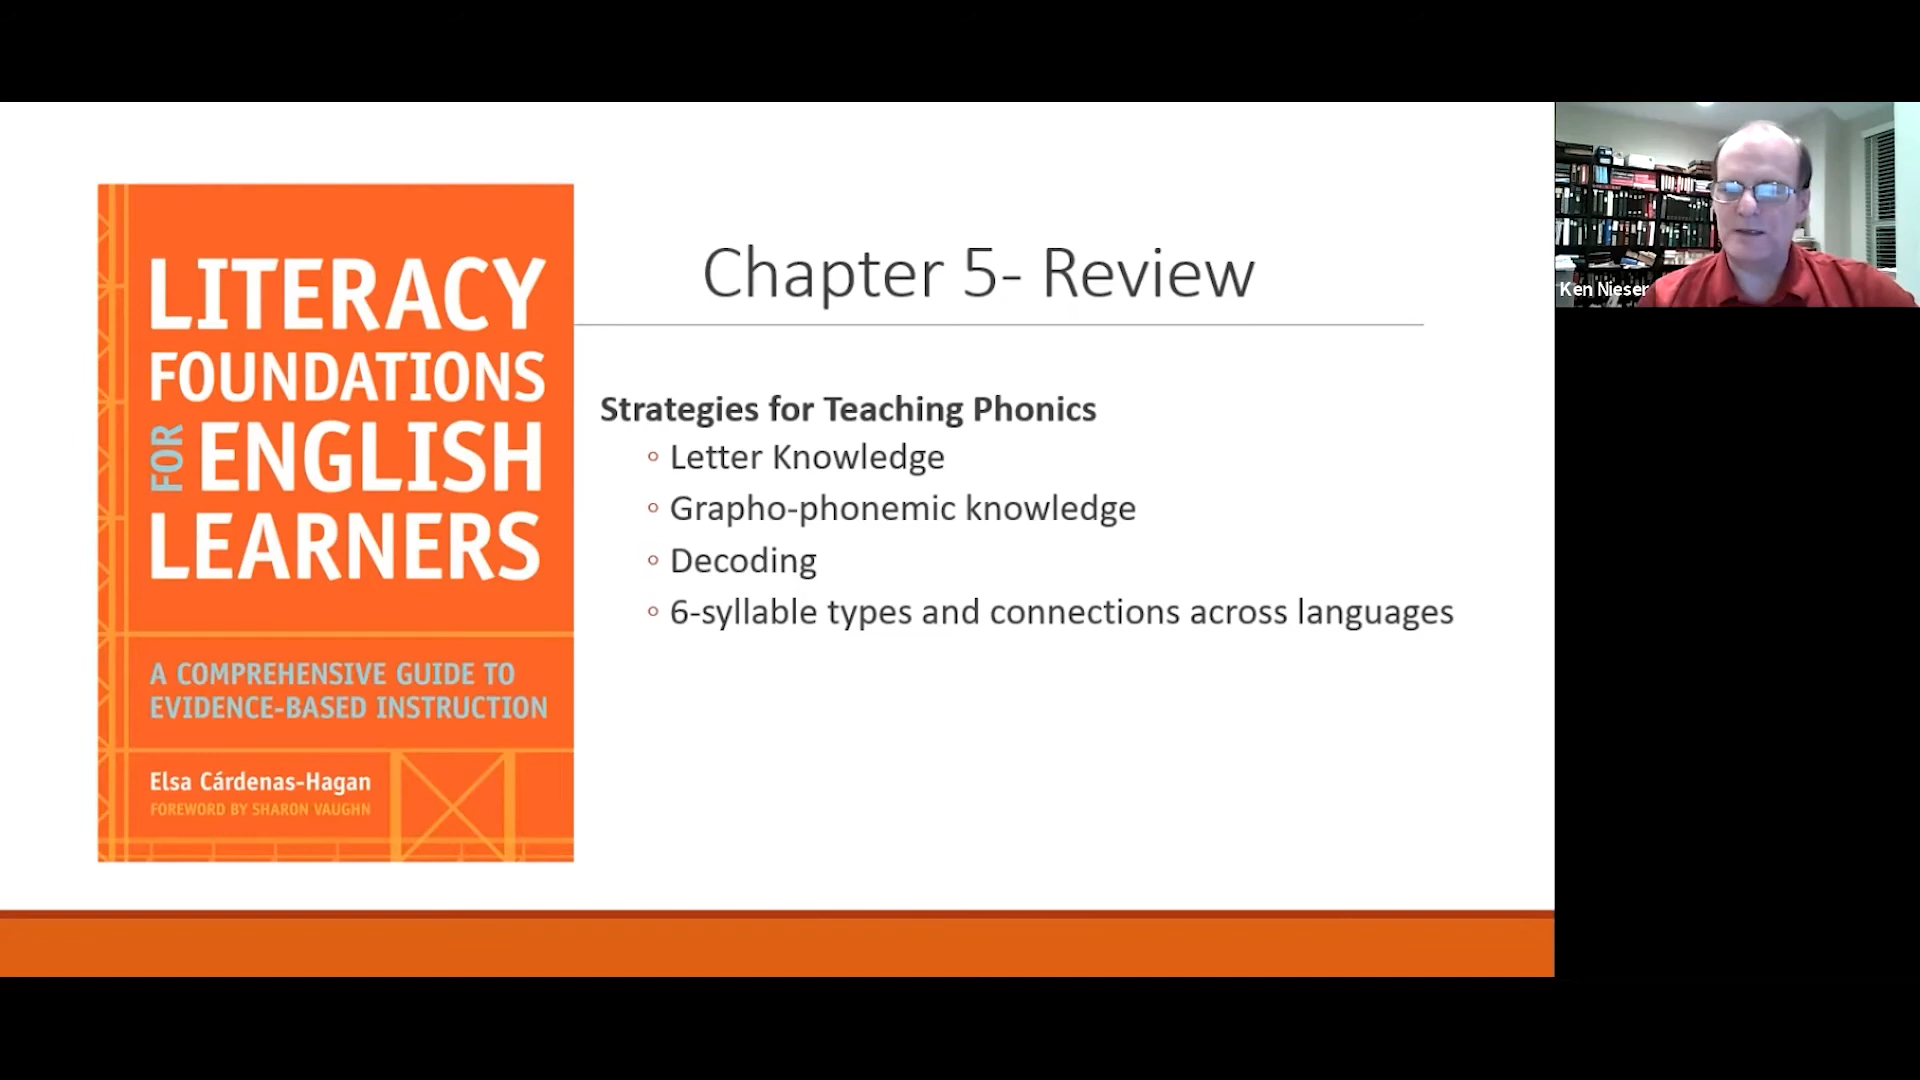 LITERACY
FOUNDATIONS
FOR ENGLISH
LEARNERS
A COMPREHENSIVE GUIDE TO
EVIDENCE-BASED INSTRUCTION
Elsa Cárdenas-Hagan
FOREWORD BY SHARON VAUGHN
Chapter 5- Review
Strategies for Teaching Phonics
◦ Letter Knowledge
◦ Grapho-phonemic knowledge
◦ Decoding
◦ 6-syllable types and connections across languages
Ken Nieser